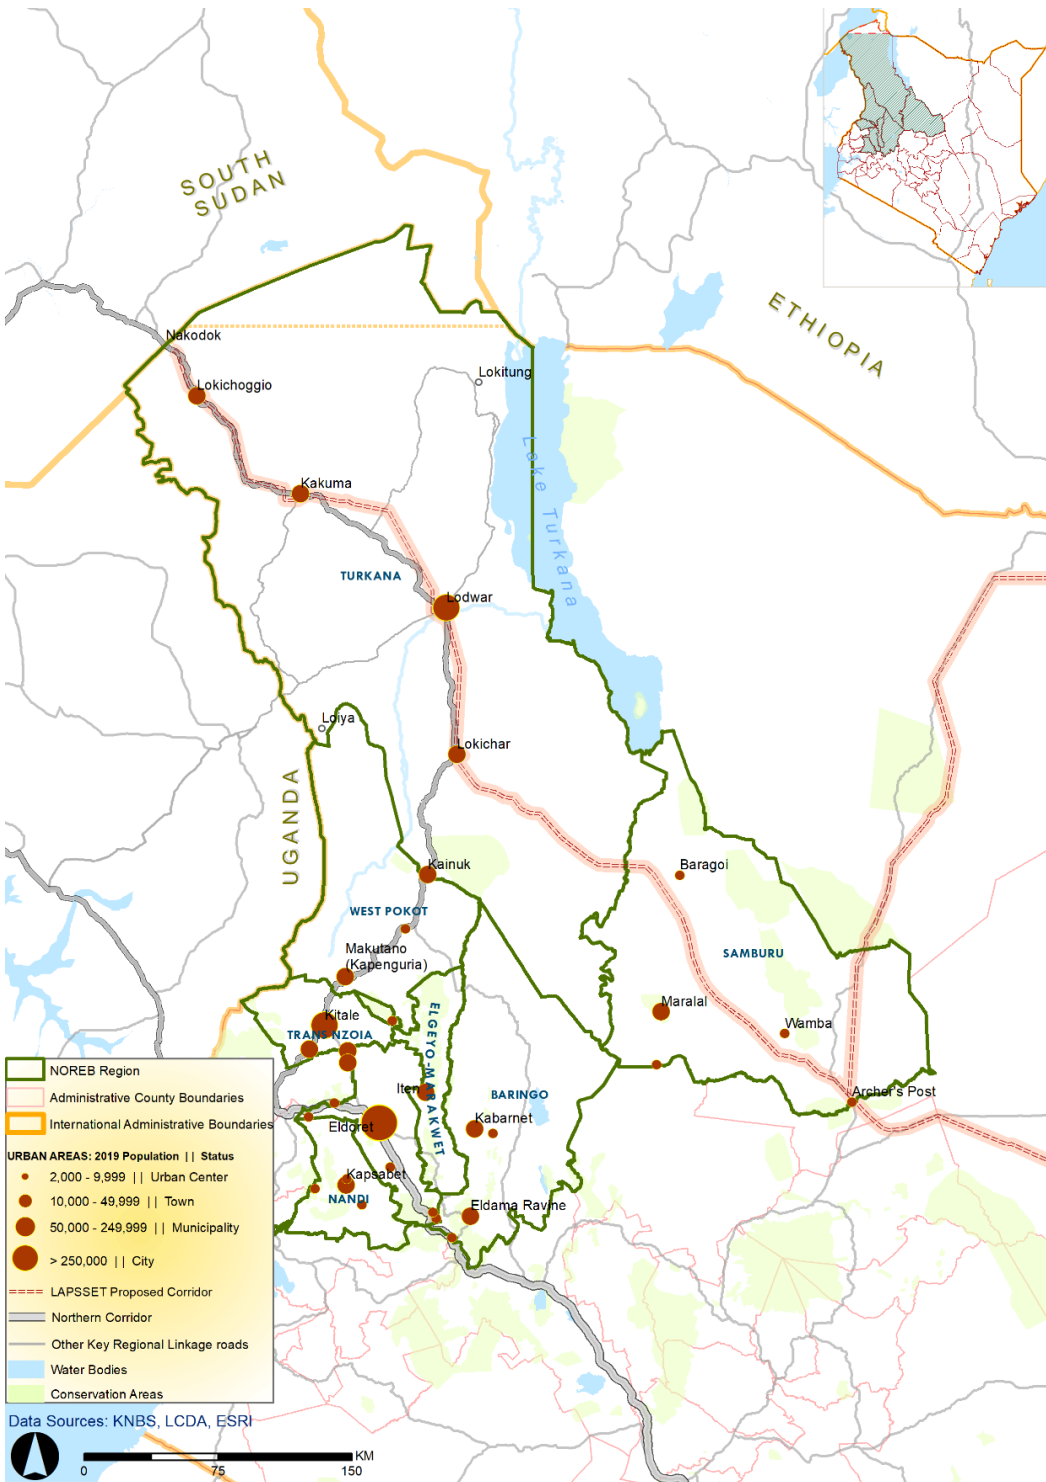 SOUTH
SUDAN
ETHIOPIA
Nakodok
Lokitung
Lokichoggio
Lake Turkana
Kakuma
TURKANA
Lodwar
Loiya
Lokichar
UGANDA
Kainuk
Baragoi
WEST POKOT
Makutano
(Kapenguria)
SAMBURU
Maralal
Kitale
Wamba
TRANS NZOIA
ELGEYO-MARAKWET
Iten
BARINGO
Archer's Post
Kabarnet
Eldoret
Kapsabet
NANDI
Eldama Ravine
NOREB Region
Administrative County Boundaries
International Administrative Boundaries
URBAN AREAS: 2019 Population || Status
2,000 - 9,999 || Urban Center
10,000 - 49,999 || Town
50,000 - 249,999 || Municipality
> 250,000 || City
LAPSSET Proposed Corridor
Northern Corridor
Other Key Regional Linkage roads
Water Bodies
Conservation Areas
Data Sources: KNBS, LCDA, ESRI
KM
0 75 150